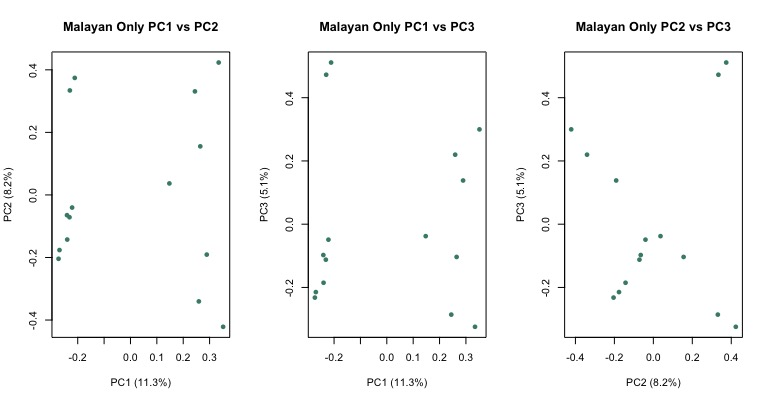 Malayan Only PC1 vs PC2
PC2 (8.2%)
0.4
0.2
0.0
-0.2
-0.4
-0.2 0.0 0.1 0.2 0.3
PC1 (11.3%)
Malayan Only PC1 vs PC3
PC3 (5.1%)
0.4
0.2
0.0
-0.2
-0.2 0.0 0.1 0.2 0.3
PC1 (11.3%)
Malayan Only PC2 vs PC3
PC3 (5.1%)
0.4
0.2
0.0
-0.2
-0.4 -0.2 0.0 0.2 0.4
PC2 (8.2%)